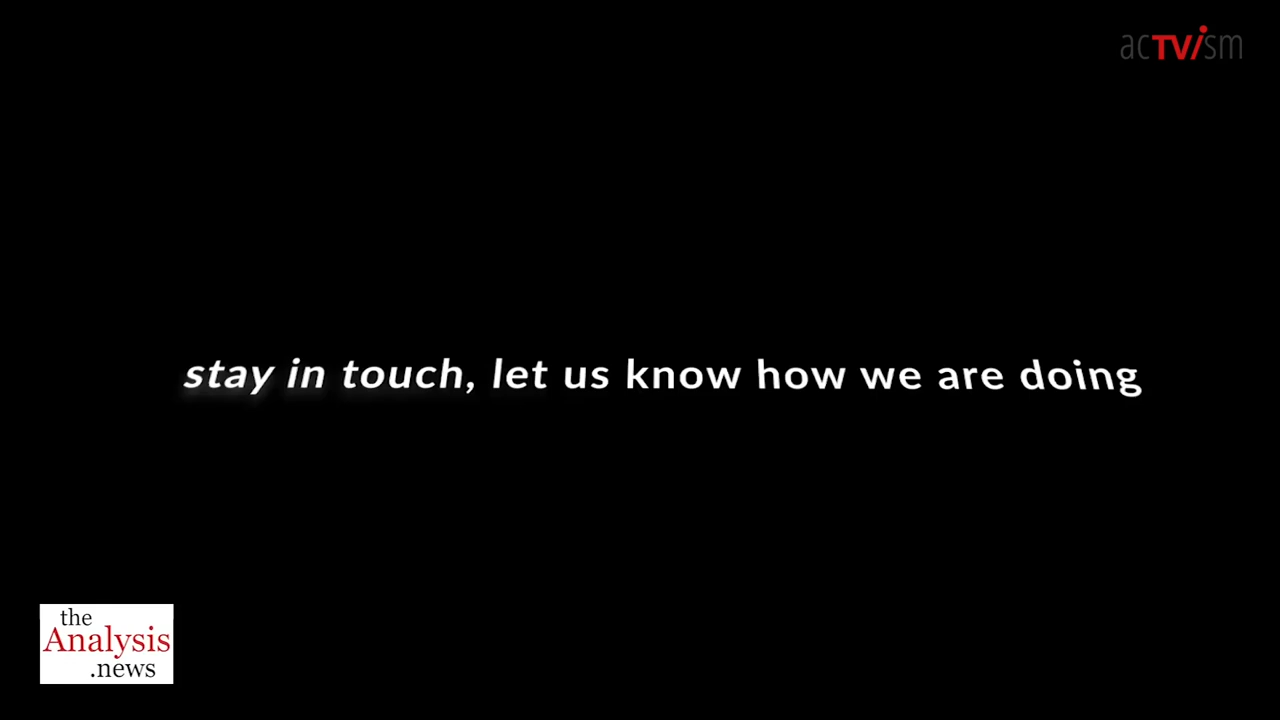 acTVism
stay in touch, let us know how we are doing
the
Analysis
.news